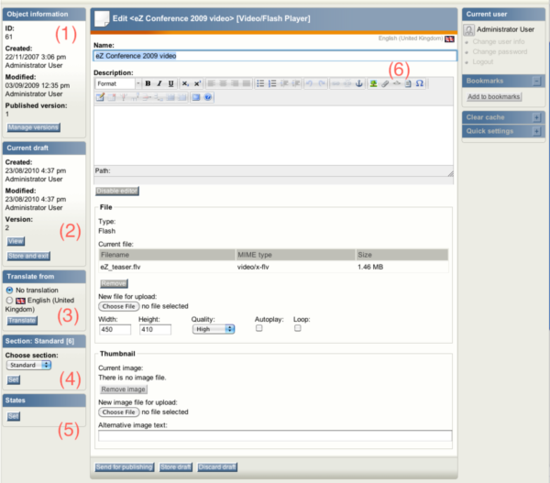 Object information
(1)
ID:
61
Created:
22/11/2007 3:06 pm
Administrator User
Modified:
03/09/2009 12:35 pm
Administrator User
Published version:
1
Manage versions
Current draft
Created:
23/08/2010 4:37 pm
Administrator User
Modified:
23/08/2010 4:37 pm
Administrator User
Version:
2
(2)
View
Store and exit
Translate from
No translation
English (United Kingdom)
(3)
Translate
Section: Standard [6]
Choose section:
Standard
Set
(4)
States
Set
(5)
Edit <eZ Conference 2009 video> [Video/Flash Player]
English (United Kingdom)
Name:
eZ Conference 2009 video
Description:
(6)
Format
B I U
Path:
Disable editor
File
Type:
Flash
Current file:
Filename MIME type Size
eZ_teaser.flv video/x-flv 1.46 MB
Remove
New file for upload:
Choose File no file selected
Width: Height: Quality: Autoplay: Loop:
450 410 High
Thumbnail
Current image:
There is no image file.
Remove image
New image file for upload:
Choose File no file selected
Alternative image text:
Send for publishing Store draft Discard draft
Current user
Administrator User
Change user info
Change password
Logout
Bookmarks
Add to bookmarks
Clear cache
Quick settings